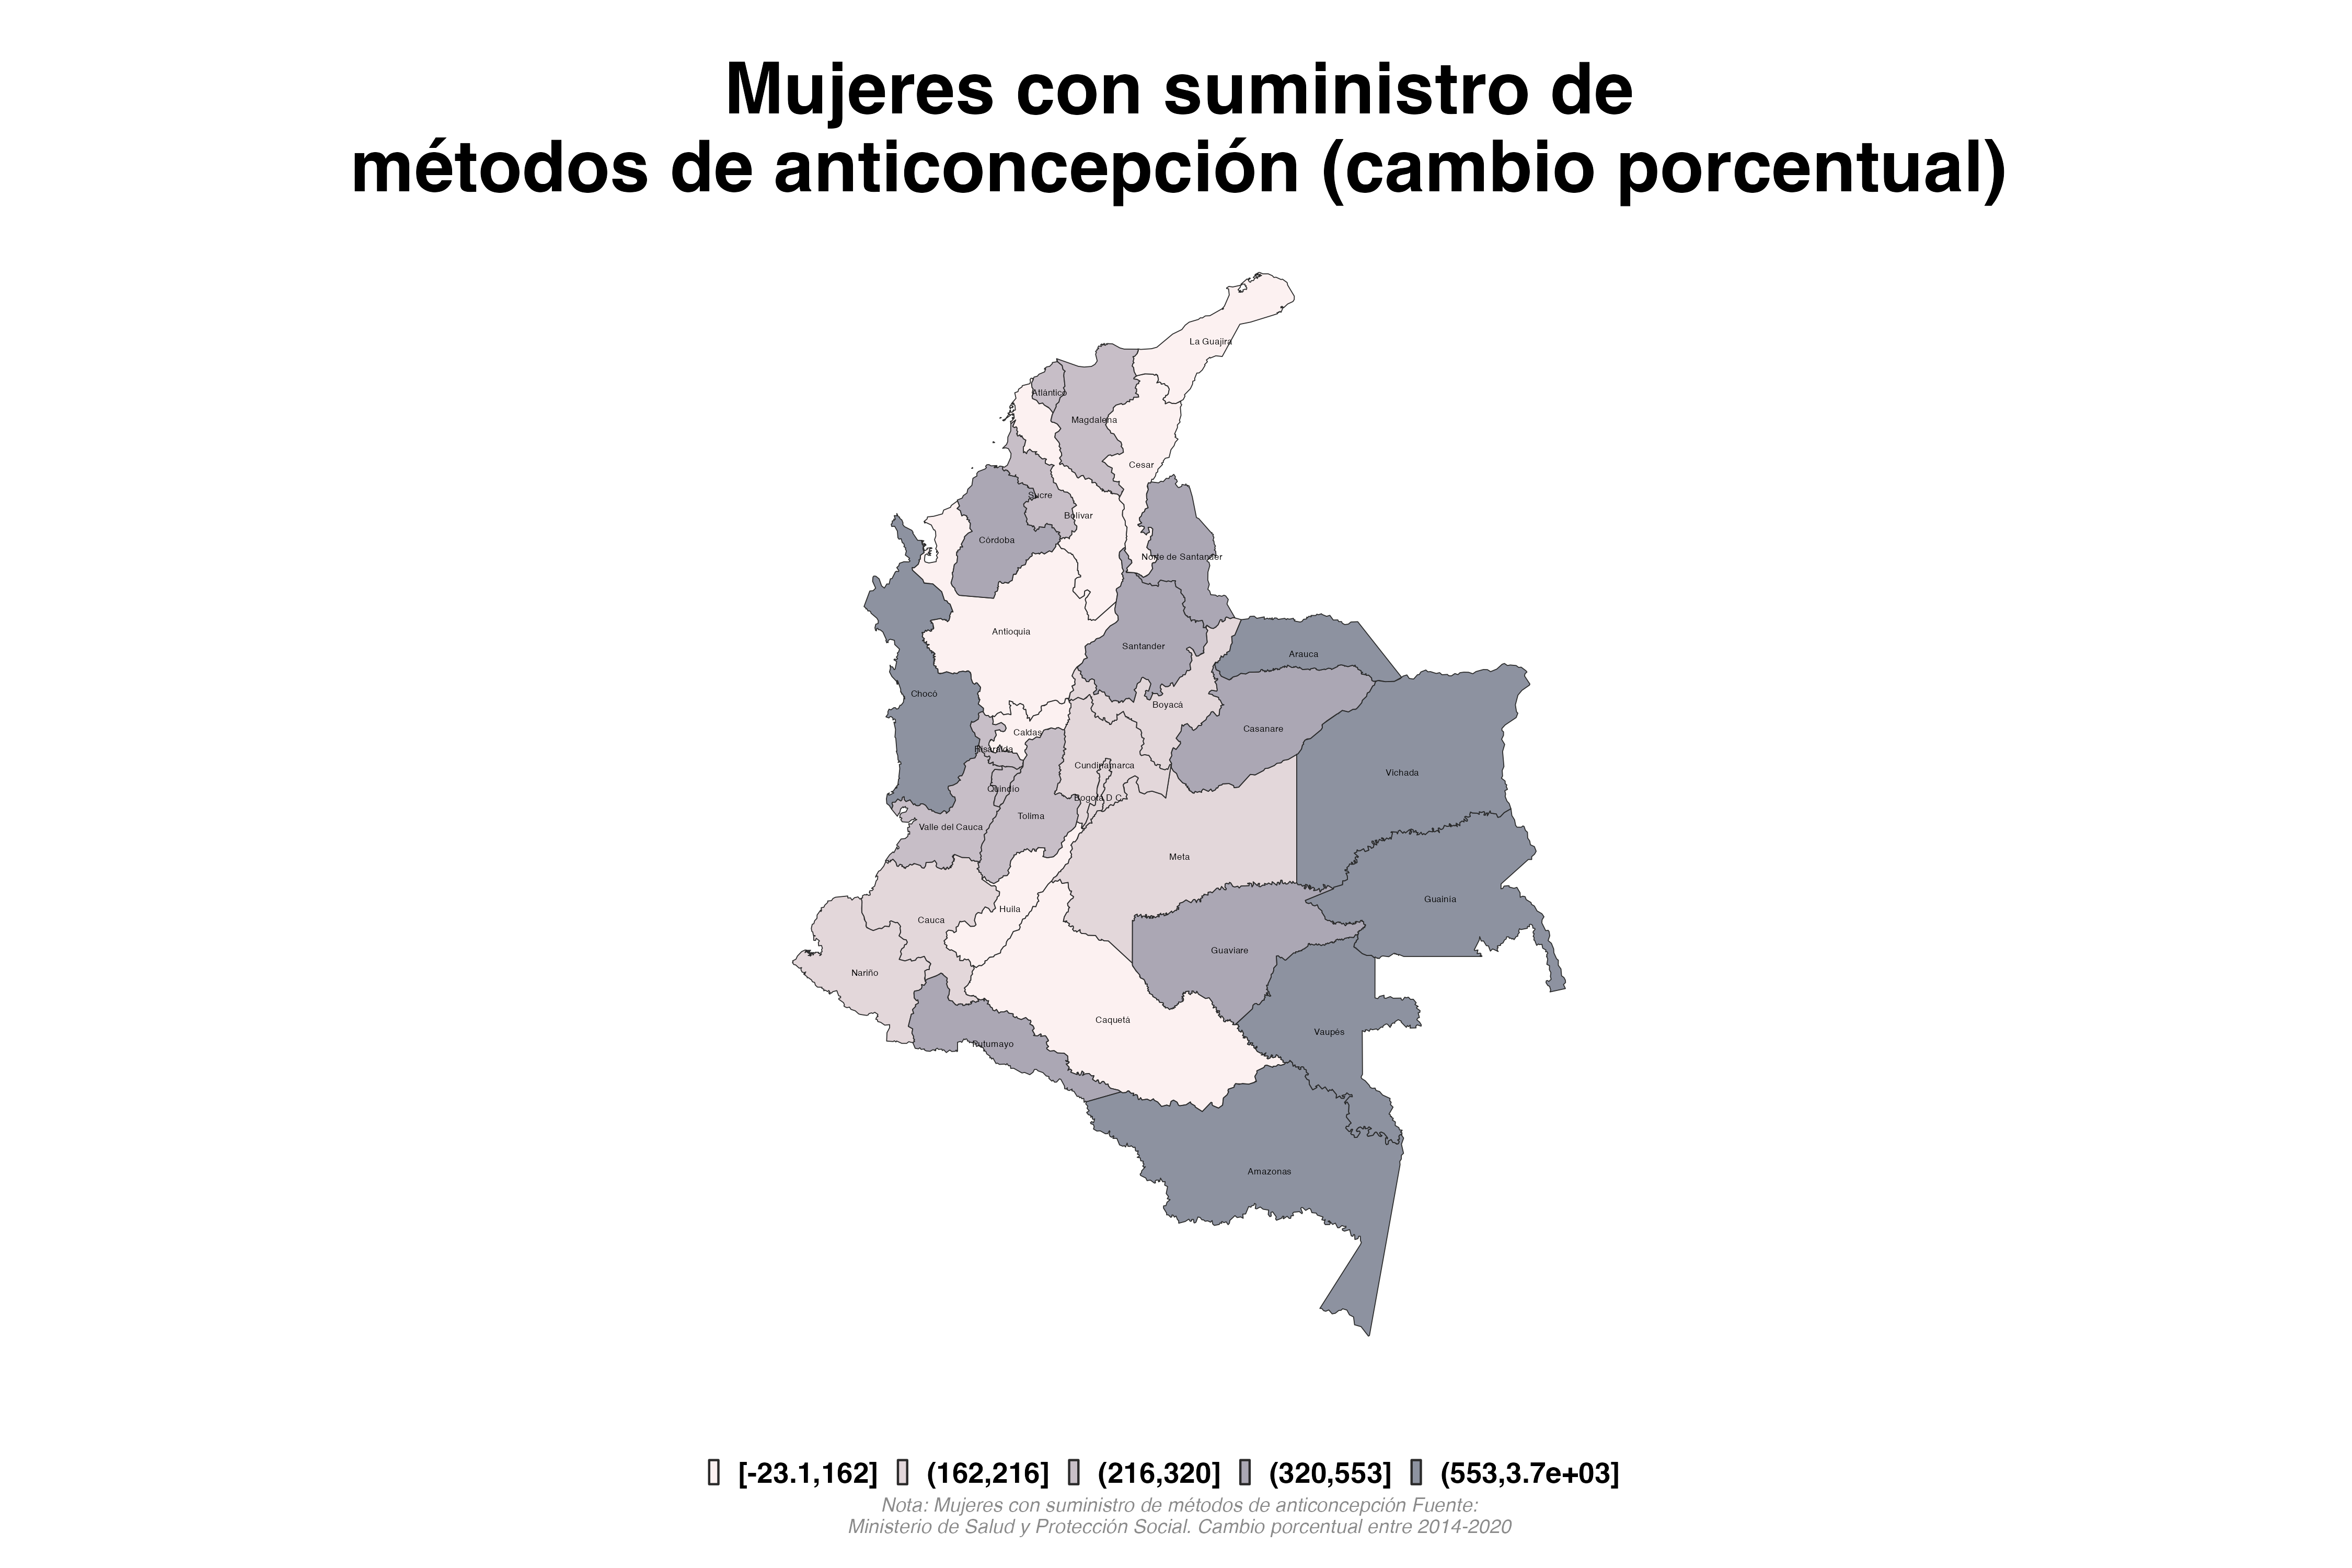 Mujeres con suministro de
métodos de anticoncepción (cambio porcentual)
La Guajira
Atlántico
Magdalena
Cesar
Sucre
Bolívar
Córdoba
Norte de Santander
Antioquia
Santander
Arauca
Chocó
Boyacá
Casanare
Caldas
Risaralda
Cundinamarca
Vichada
Quindío
Bogotá D C
Tolima
Valle del Cauca
Meta
Guainía
Huila
Cauca
Guaviare
Nariño
Caquetá
Vaupés
Putumayo
Amazonas
[-23.1,162] (162,216] (216,320] (320,553] (553,3.7e+03]
Nota: Mujeres con suministro de métodos de anticoncepción Fuente:
Ministerio de Salud y Protección Social. Cambio porcentual entre 2014-2020